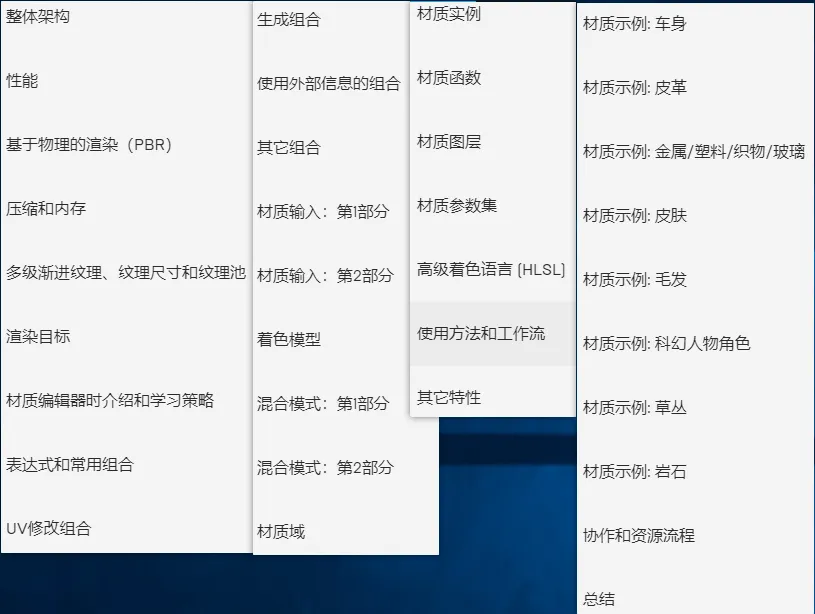 整体架构
性能
基于物理的渲染（PBR）
压缩和内存
多级渐进纹理、纹理尺寸和纹理池
渲染目标
材质编辑器时介绍和学习策略
表达式和常用组合
UV修改组合
生成组合
使用外部信息的组合
其它组合
材质输入：第1部分
材质输入：第2部分
着色模型
混合模式：第1部分
混合模式：第2部分
材质域
材质实例
材质函数
材质图层
材质参数集
高级着色语言 (HLSL)
使用方法和工作流
其它特性
材质示例: 车身
材质示例: 皮革
材质示例: 金属/塑料/织物/玻璃
材质示例: 皮肤
材质示例: 毛发
材质示例: 科幻人物角色
材质示例: 草丛
材质示例: 岩石
协作和资源流程
总结